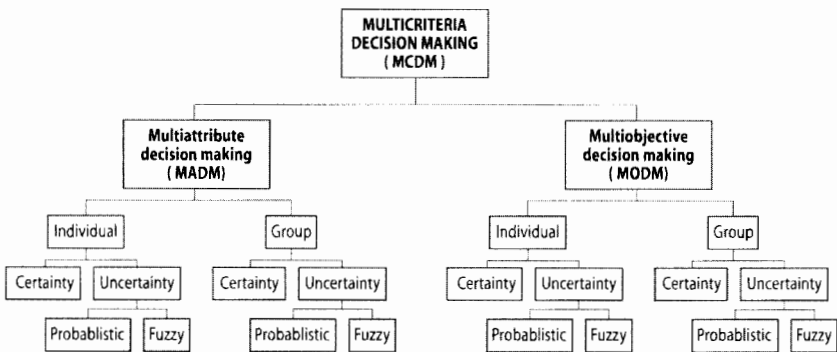 MULTICRITERIA
DECISION MAKING
( MCDM )
Multiattribute
decision making
( MADM)
Multiobjective
decision making
( MODM)
Individual
Group
Individual
Group
Certainty
Uncertainty
Certainty
Uncertainty
Certainty
Uncertainty
Certainty
Uncertainty
Probablistic
Fuzzy
Probablistic
Fuzzy
Probablistic
Fuzzy
Probablistic
Fuzzy